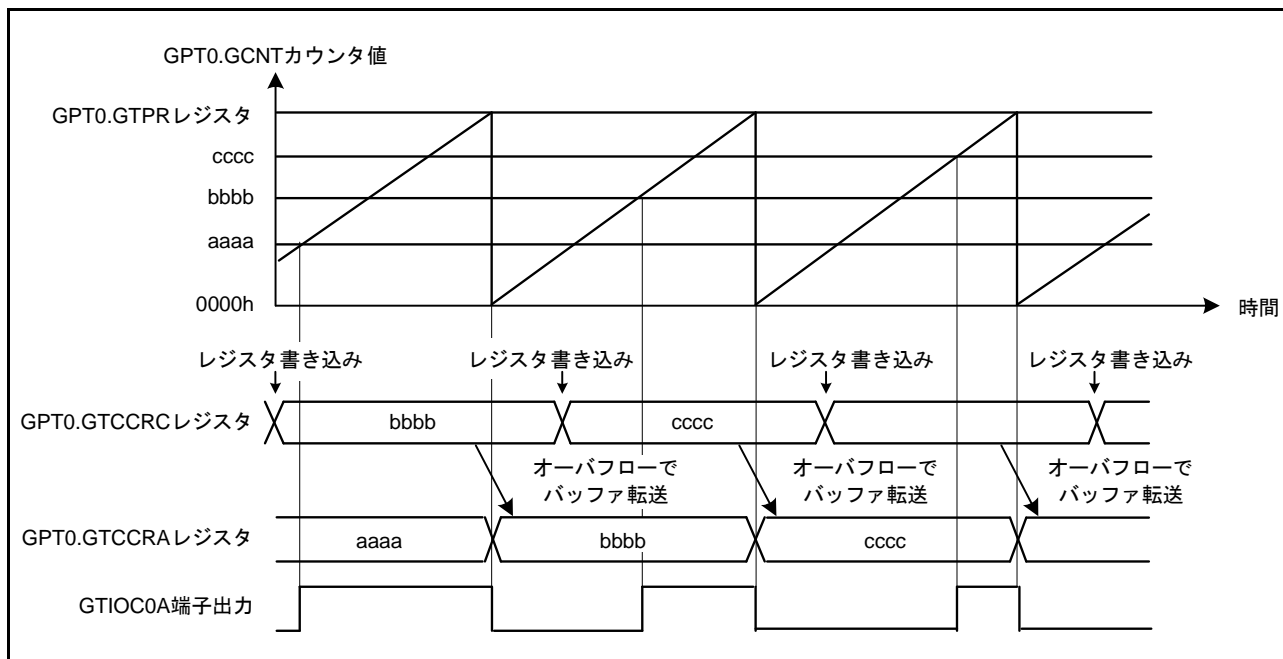 GPT0.GCNTカウンタ値
GPT0.GTPRレジスタ
cccc
bbbb
aaaa
0000h
時間
レジスタ書き込み
レジスタ書き込み
レジスタ書き込み
レジスタ書き込み
GPT0.GTCCRCレジスタ
bbbb
cccc
オーバフローで
バッファ転送
オーバフローで
バッファ転送
オーバフローで
バッファ転送
GPT0.GTCCRAレジスタ
aaaa
bbbb
cccc
GTIOC0A端子出力